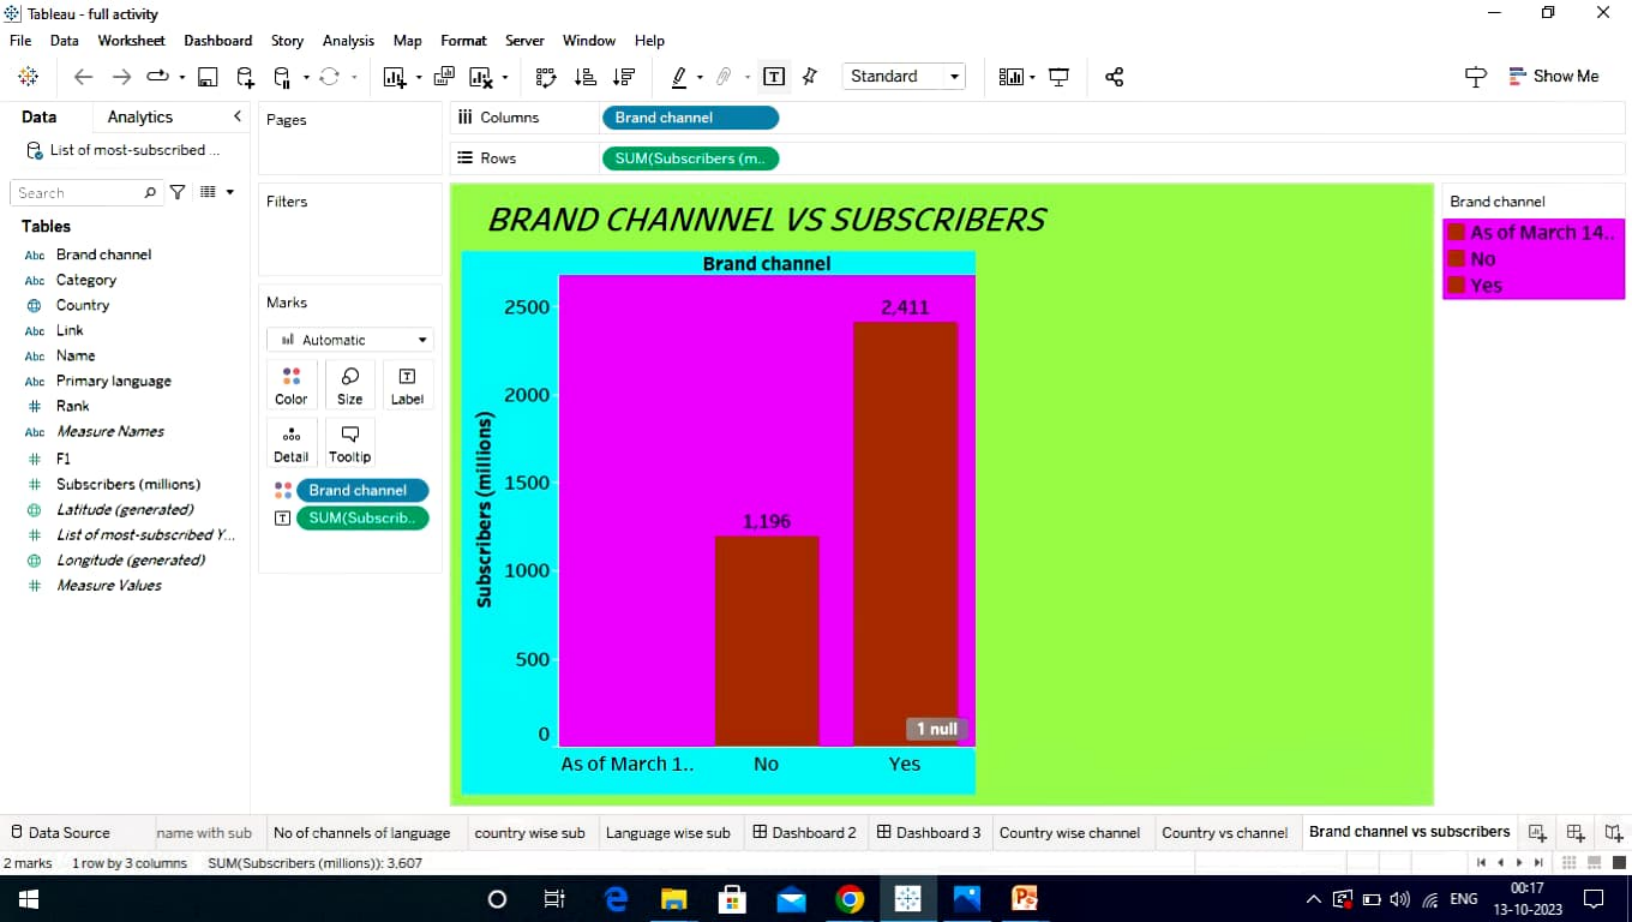 Tableau - full activity
File Data Worksheet Dashboard Story Analysis Map Format Server Window Help
Standard
Show Me
Data Analytics
List of most-subscribed ...
Search
Tables
Abc Brand channel
Abc Category
Country
Abc Link
Abc Name
Abc Primary language
# Rank
Abc Measure Names
# F1
# Subscribers (millions)
Latitude (generated)
# List of most-subscribed Y...
Longitude (generated)
# Measure Values
Pages
Filters
Marks
Automatic
Color Size Label
Detail Tooltip
Brand channel
SUM(Subscrib..
Columns Brand channel
Rows SUM(Subscribers (m..
BRAND CHANNNEL VS SUBSCRIBERS
Brand channel
Subscribers (millions)
2500
2000
1500
1000
500
0
2,411
1,196
1 null
As of March 1.. No Yes
Brand channel
As of March 14..
No
Yes
Data Source name with sub No of channels of language country wise sub Language wise sub Dashboard 2 Dashboard 3 Country wise channel Country vs channel Brand channel vs subscribers
2 marks 1 row by 3 columns SUM(Subscribers (millions)): 3,607
ENG
00:17
13-10-2023